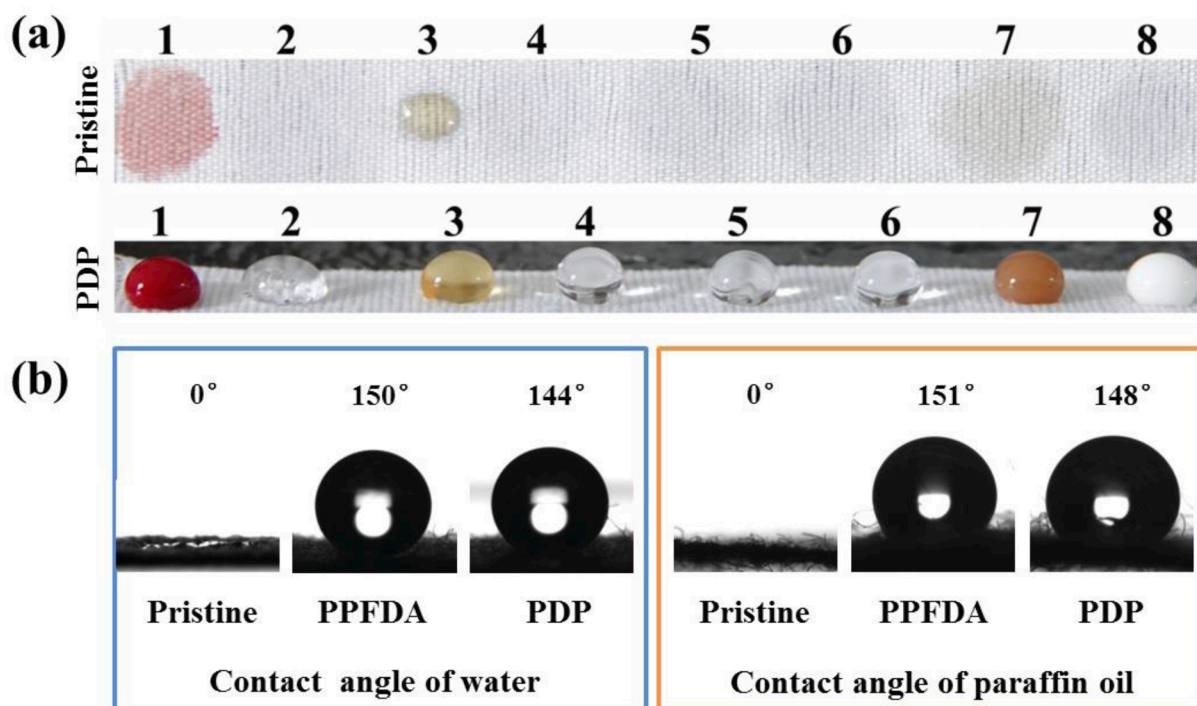 (a)
1 2 3 4 5 6 7 8
Pristine
1 2 3 4 5 6 7 8
PDP
(b)
0° 150° 144°
Pristine PPFDA PDP
Contact angle of water
0° 151° 148°
Pristine PPFDA PDP
Contact angle of paraffin oil